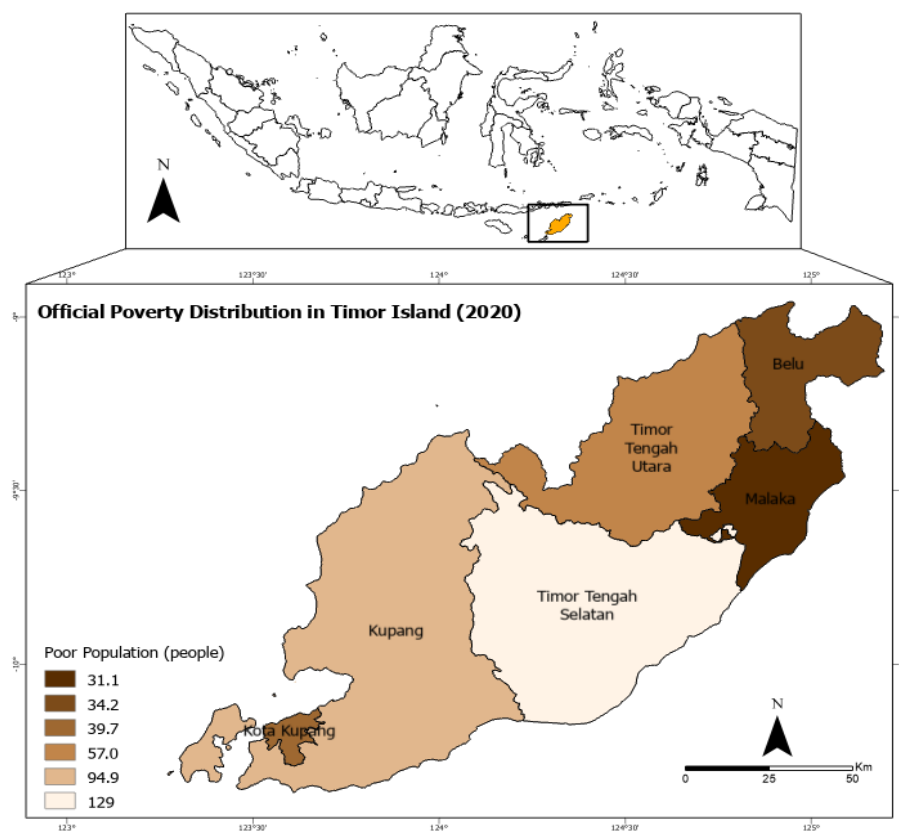 N
123°
123°30'
124°
124°30'
125°
Official Poverty Distribution in Timor Island (2020)
-9°
Belu
Timor
Tengah
Utara
-9°30'
Malaka
Timor Tengah
Selatan
Kupang
Poor Population (people)
-10°
31.1
34.2
39.7
57.0
94.9
129
Kota Kupang
N
0 25 50 Km
123°
123°30'
124°
124°30'
125°